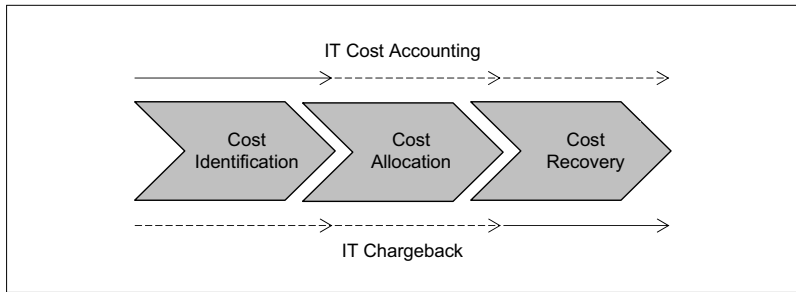 IT Cost Accounting
Cost
Identification
Cost
Allocation
Cost
Recovery
IT Chargeback